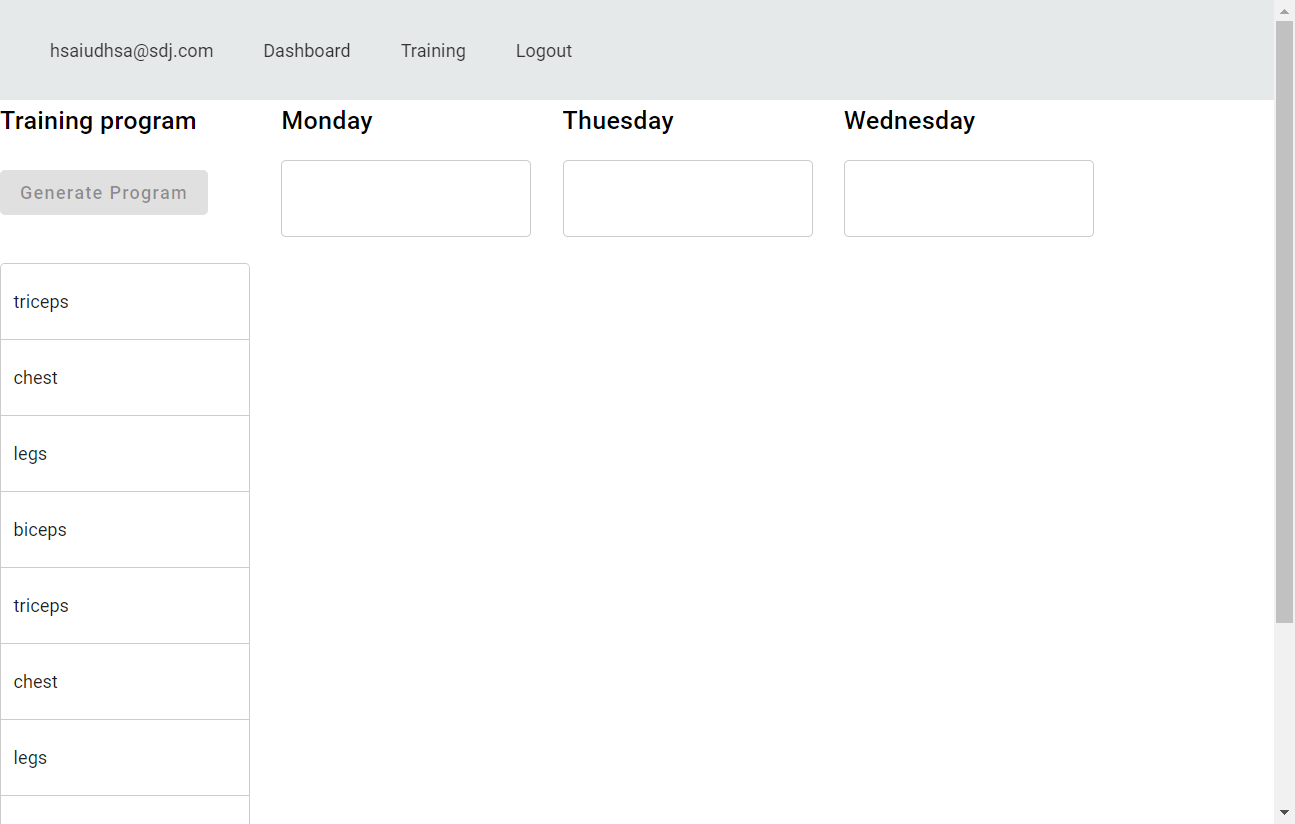 hsaiudhsa@sdj.com Dashboard Training Logout
Training program Monday Thuesday Wednesday
Generate Program
triceps
chest
legs
biceps
triceps
chest
legs